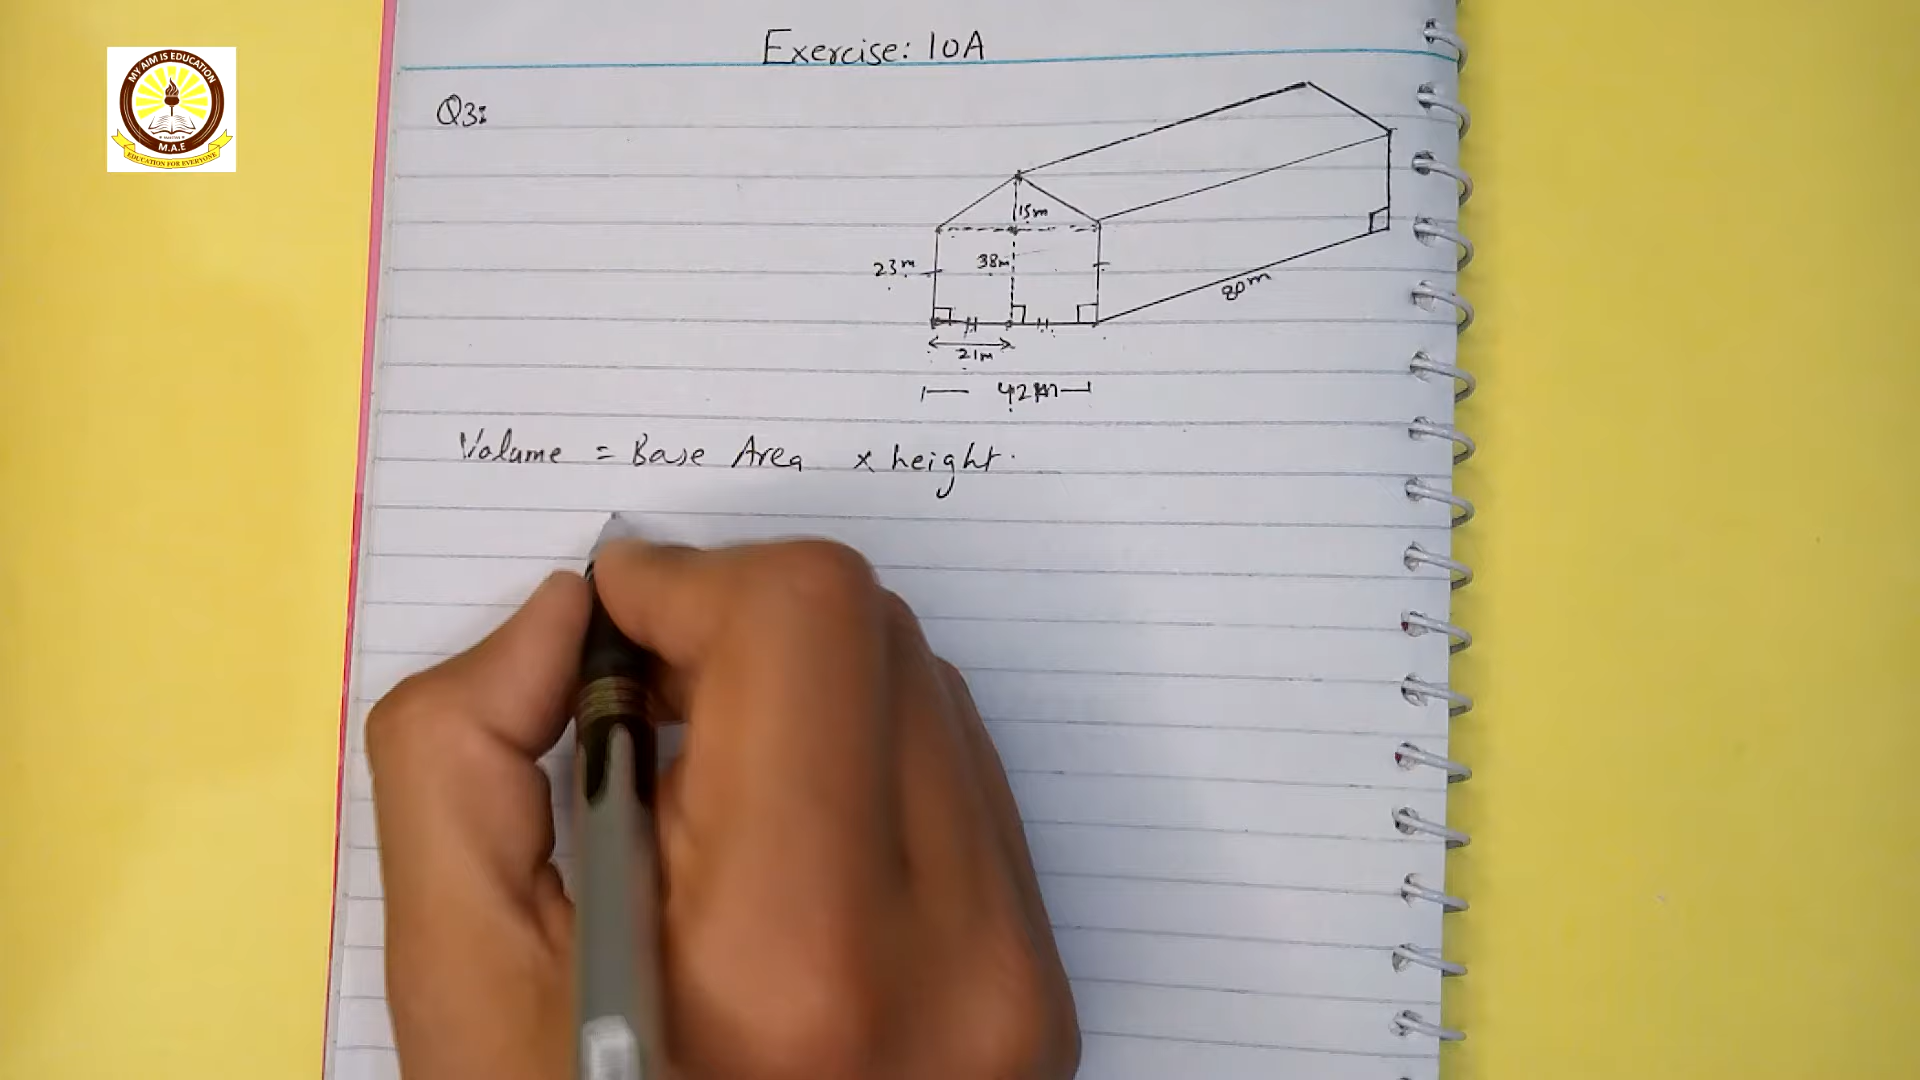 Exercise: 10A
MY AIM IS EDUCATION
M.A.E
EDUCATION FOR EVERYONE
Q3:
15m
23m
38m
80m
21m
42m
Volume = Base Area x height.